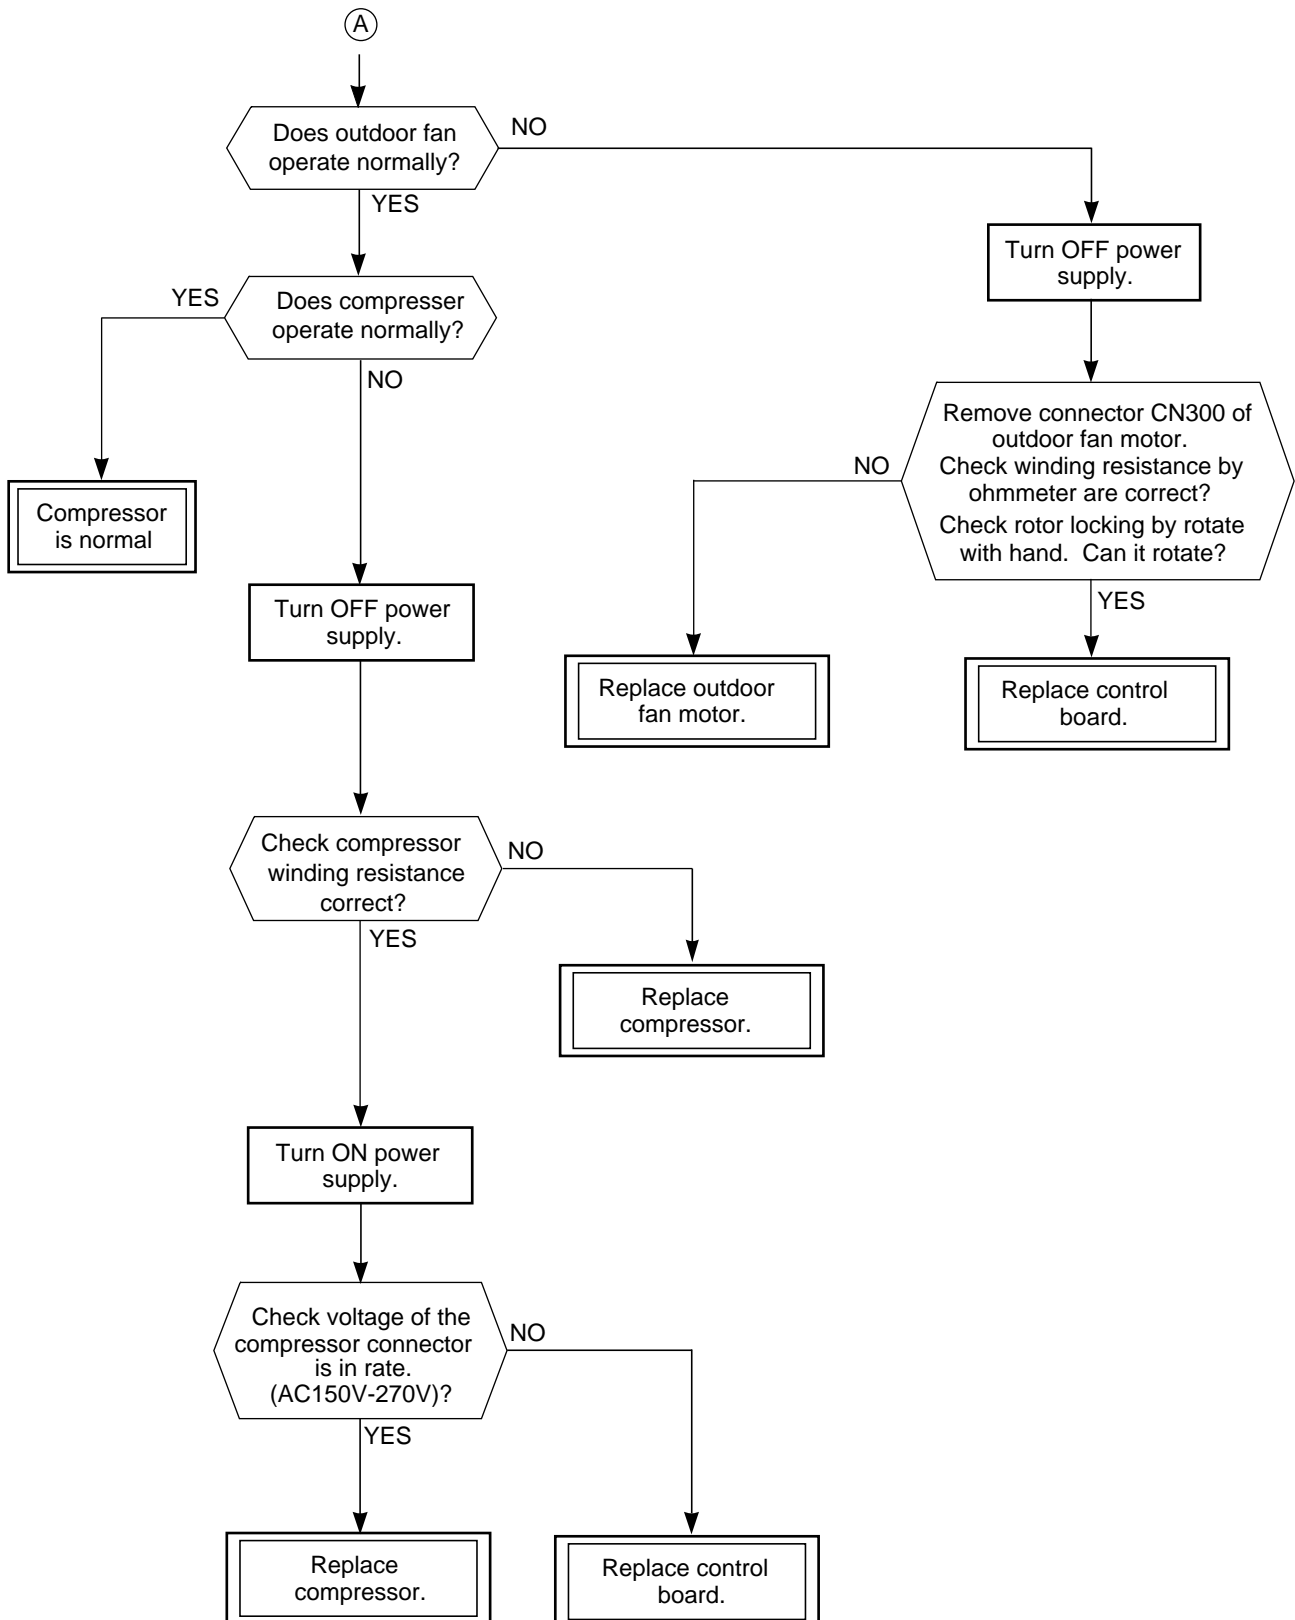 A
Does outdoor fan
operate normally?
NO
YES
Turn OFF power
supply.
YES
Does compresser
operate normally?
NO
Remove connector CN300 of
outdoor fan motor.
Check winding resistance by
ohmmeter are correct?
Check rotor locking by rotate
with hand.  Can it rotate?
NO
YES
Compressor
is normal
Turn OFF power
supply.
Replace outdoor
fan motor.
Replace control
board.
Check compressor
winding resistance
correct?
NO
YES
Replace
compressor.
Turn ON power
supply.
Check voltage of the
compressor connector
is in rate.
(AC150V-270V)?
NO
YES
Replace
compressor.
Replace control
board.